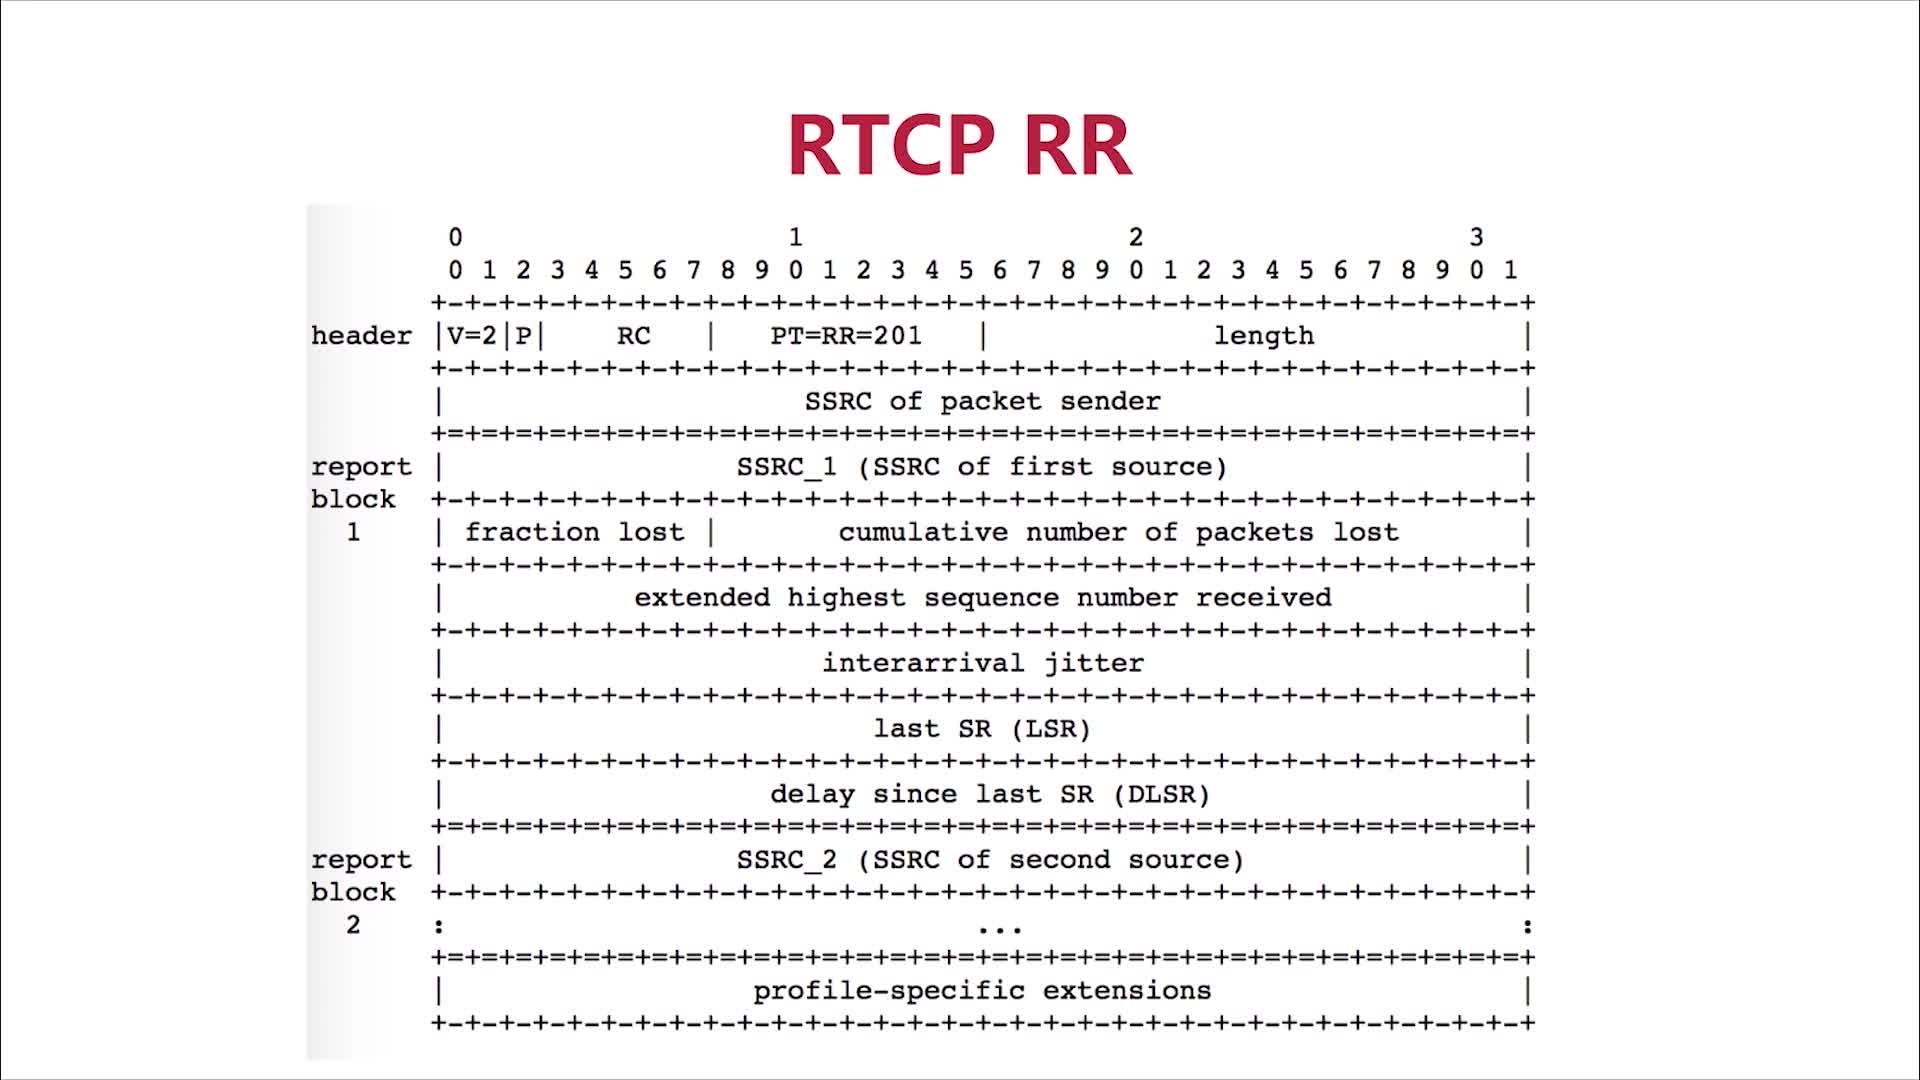 RTCP RR
0                   1                   2                   3
0 1 2 3 4 5 6 7 8 9 0 1 2 3 4 5 6 7 8 9 0 1 2 3 4 5 6 7 8 9 0 1
+-+-+-+-+-+-+-+-+-+-+-+-+-+-+-+-+-+-+-+-+-+-+-+-+-+-+-+-+-+-+-+-+
header |V=2|P|    RC   |   PT=RR=201   |             length            |
+-+-+-+-+-+-+-+-+-+-+-+-+-+-+-+-+-+-+-+-+-+-+-+-+-+-+-+-+-+-+-+-+
|                     SSRC of packet sender                     |
+=+=+=+=+=+=+=+=+=+=+=+=+=+=+=+=+=+=+=+=+=+=+=+=+=+=+=+=+=+=+=+=+
report |                 SSRC_1 (SSRC of first source)                 |
block  +-+-+-+-+-+-+-+-+-+-+-+-+-+-+-+-+-+-+-+-+-+-+-+-+-+-+-+-+-+-+-+-+
1    | fraction lost |       cumulative number of packets lost       |
+-+-+-+-+-+-+-+-+-+-+-+-+-+-+-+-+-+-+-+-+-+-+-+-+-+-+-+-+-+-+-+-+
|           extended highest sequence number received           |
+-+-+-+-+-+-+-+-+-+-+-+-+-+-+-+-+-+-+-+-+-+-+-+-+-+-+-+-+-+-+-+-+
|                      interarrival jitter                      |
+-+-+-+-+-+-+-+-+-+-+-+-+-+-+-+-+-+-+-+-+-+-+-+-+-+-+-+-+-+-+-+-+
|                         last SR (LSR)                         |
+-+-+-+-+-+-+-+-+-+-+-+-+-+-+-+-+-+-+-+-+-+-+-+-+-+-+-+-+-+-+-+-+
|                   delay since last SR (DLSR)                  |
+=+=+=+=+=+=+=+=+=+=+=+=+=+=+=+=+=+=+=+=+=+=+=+=+=+=+=+=+=+=+=+=+
report |                 SSRC_2 (SSRC of second source)                |
block  +-+-+-+-+-+-+-+-+-+-+-+-+-+-+-+-+-+-+-+-+-+-+-+-+-+-+-+-+-+-+-+-+
2    :                               ...                             :
+=+=+=+=+=+=+=+=+=+=+=+=+=+=+=+=+=+=+=+=+=+=+=+=+=+=+=+=+=+=+=+=+
|                  profile-specific extensions                  |
+-+-+-+-+-+-+-+-+-+-+-+-+-+-+-+-+-+-+-+-+-+-+-+-+-+-+-+-+-+-+-+-+